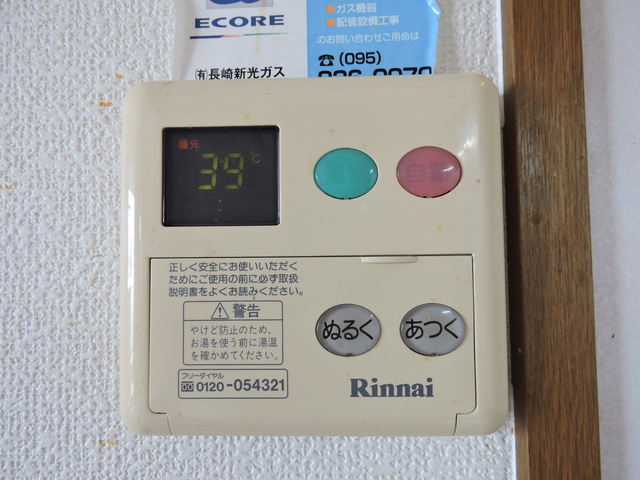 ECORE
●ガス機器
●配管設備工事
のお問い合わせご用命は
㈲長崎新光ガス
☎(095)
優先
39℃
自動
正しく安全にお使いいただく
ためにご使用の前に必ず取扱
説明書をよくお読みください。
⚠警告
やけど防止のため、
お湯を使う前に湯温
を確かめてください。
ぬるく
あつく
フリーダイヤル
0120-054321
Rinnai